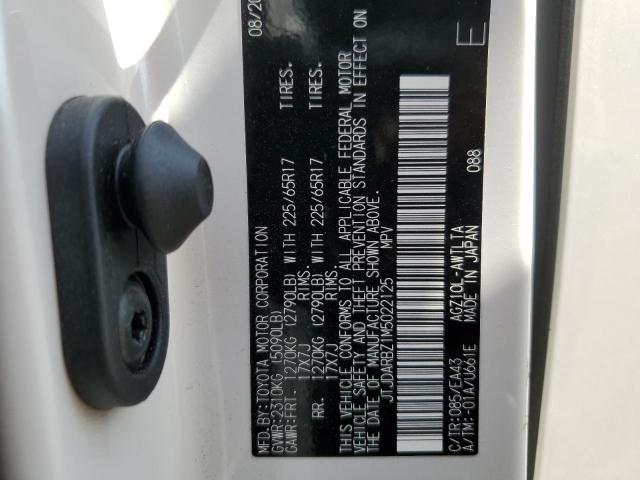 MFD.BY:TOYOTA MOTOR CORPORATION 08/20
GVWR:2310KG(5090LB)
GAWR:FRT. 1270KG (2790LB) WITH 225/65R17 TIRES.
17X7J RIMS.
RR. 1270KG (2790LB) WITH 225/65R17 TIRES.
17X7J RIMS.
THIS VEHICLE CONFORMS TO ALL APPLICABLE FEDERAL MOTOR
VEHICLE SAFETY AND THEFT PREVENTION STANDARDS IN EFFECT ON
THE DATE OF MANUFACTURE SHOWN ABOVE.
JTJDARBZ1M5022125 MPV
E
088
C/TR:085/EA43 AGZ10L-AWTLTA
A/TM:-01A/U661E MADE IN JAPAN